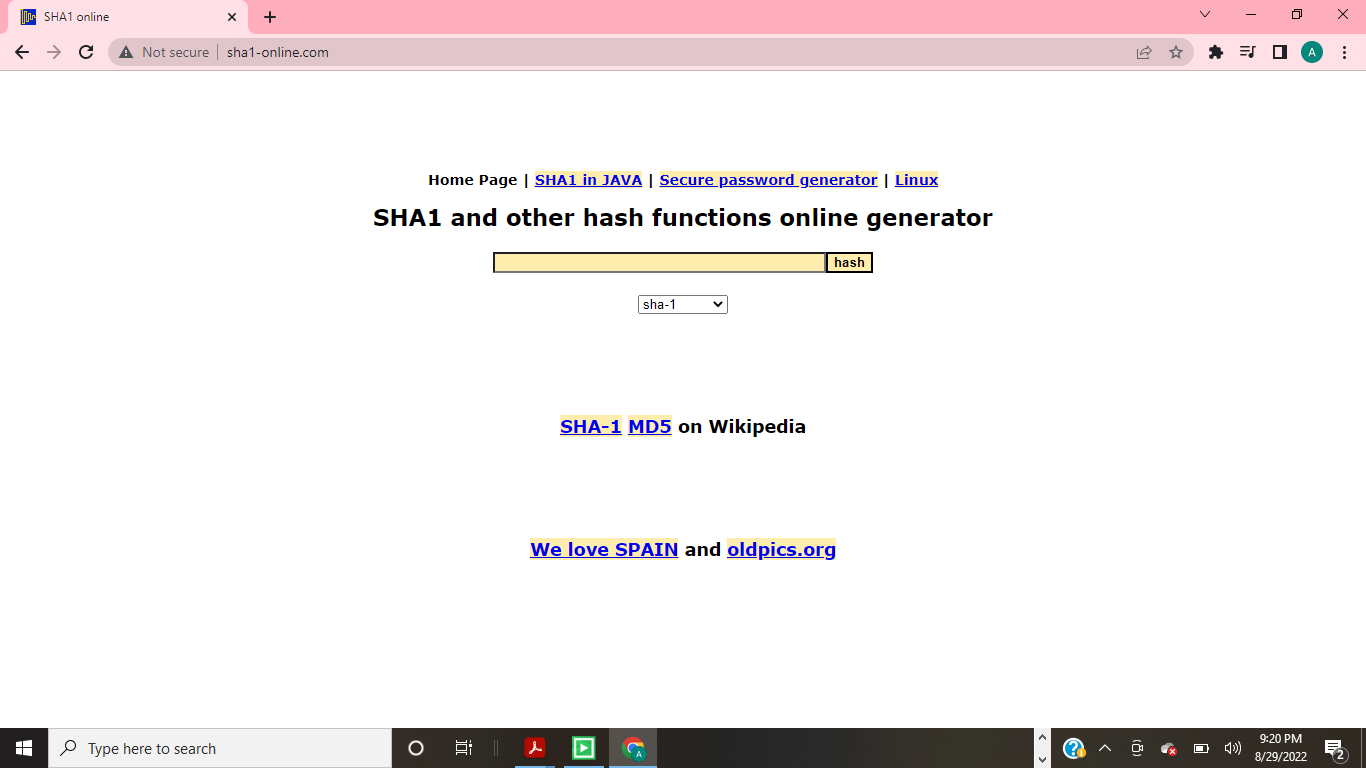 SHA1 online
Not secure
sha1-online.com
A
Home Page | SHA1 in JAVA | Secure password generator | Linux
SHA1 and other hash functions online generator
hash
sha-1
SHA-1 MD5 on Wikipedia
We love SPAIN and oldpics.org
Type here to search
A
9:20 PM
8/29/2022
2